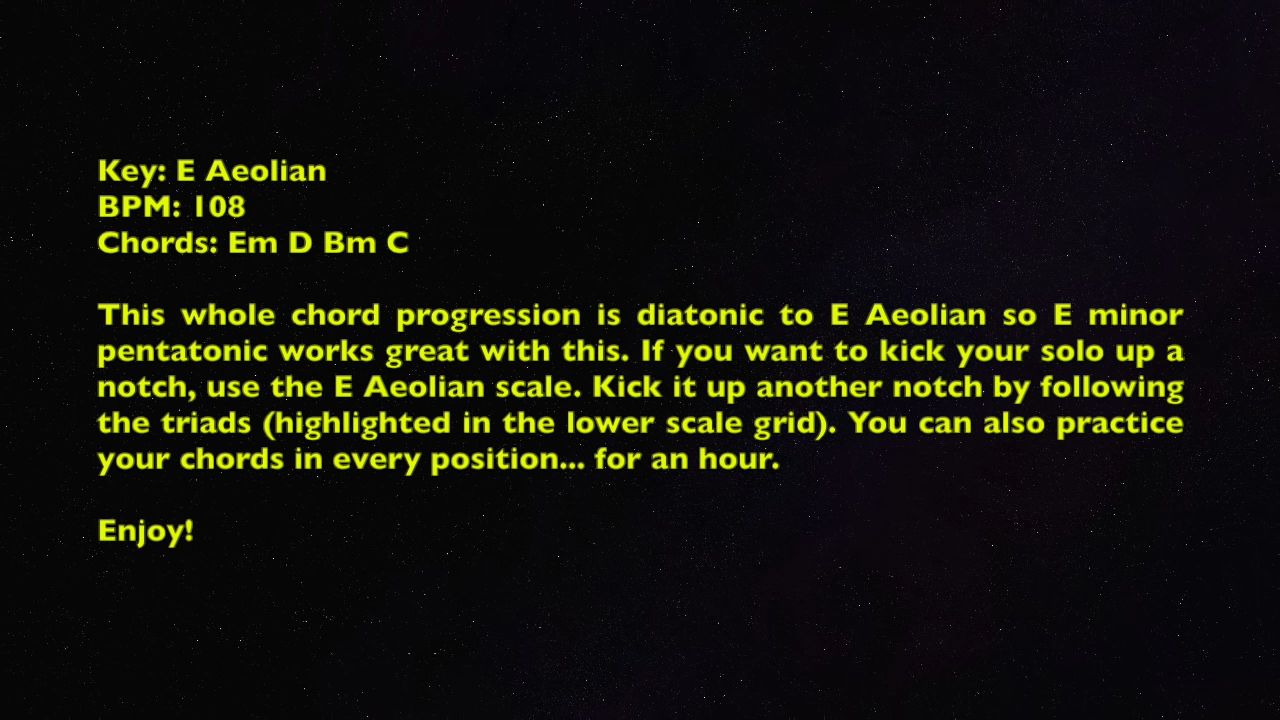 Key: E Aeolian
BPM: 108
Chords: Em D Bm C
This whole chord progression is diatonic to E Aeolian so E minor
pentatonic works great with this. If you want to kick your solo up a
notch, use the E Aeolian scale. Kick it up another notch by following
the triads (highlighted in the lower scale grid). You can also practice
your chords in every position... for an hour.
Enjoy!